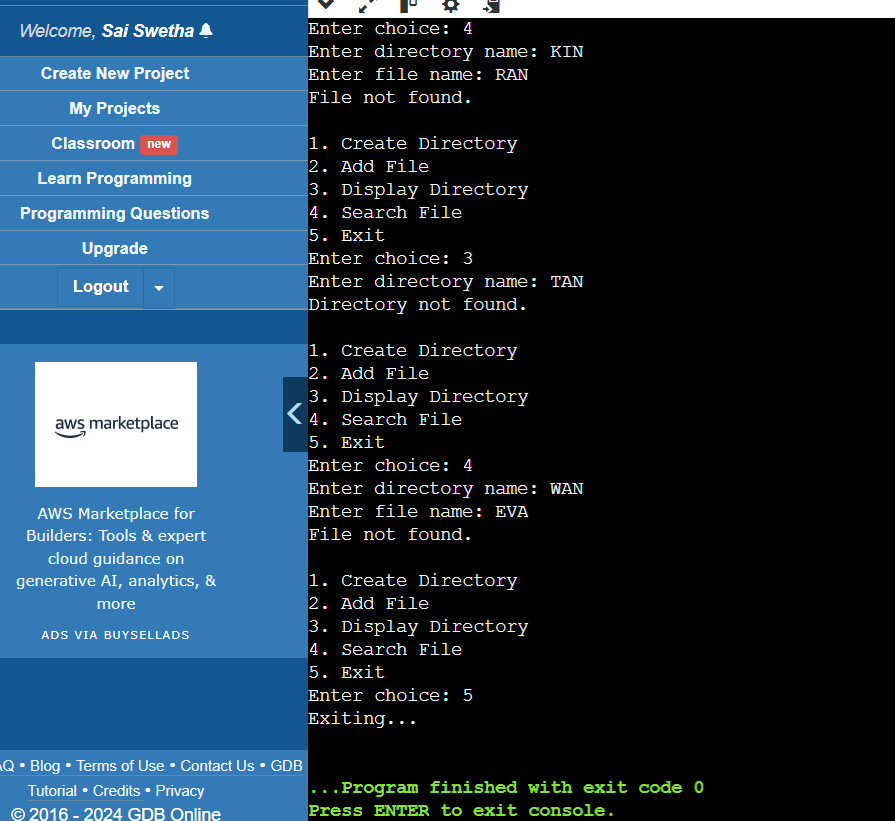 Welcome, Sai Swetha
Create New Project
My Projects
Classroom new
Learn Programming
Programming Questions
Upgrade
Logout
aws marketplace
AWS Marketplace for
Builders: Tools & expert
cloud guidance on
generative AI, analytics, &
more
ADS VIA BUYSELLADS
AQ • Blog • Terms of Use • Contact Us • GDB
Tutorial • Credits • Privacy
© 2016 - 2024 GDB Online
Enter choice: 4
Enter directory name: KIN
Enter file name: RAN
File not found.
1. Create Directory
2. Add File
3. Display Directory
4. Search File
5. Exit
Enter choice: 3
Enter directory name: TAN
Directory not found.
1. Create Directory
2. Add File
3. Display Directory
4. Search File
5. Exit
Enter choice: 4
Enter directory name: WAN
Enter file name: EVA
File not found.
1. Create Directory
2. Add File
3. Display Directory
4. Search File
5. Exit
Enter choice: 5
Exiting...
...Program finished with exit code 0
Press ENTER to exit console.